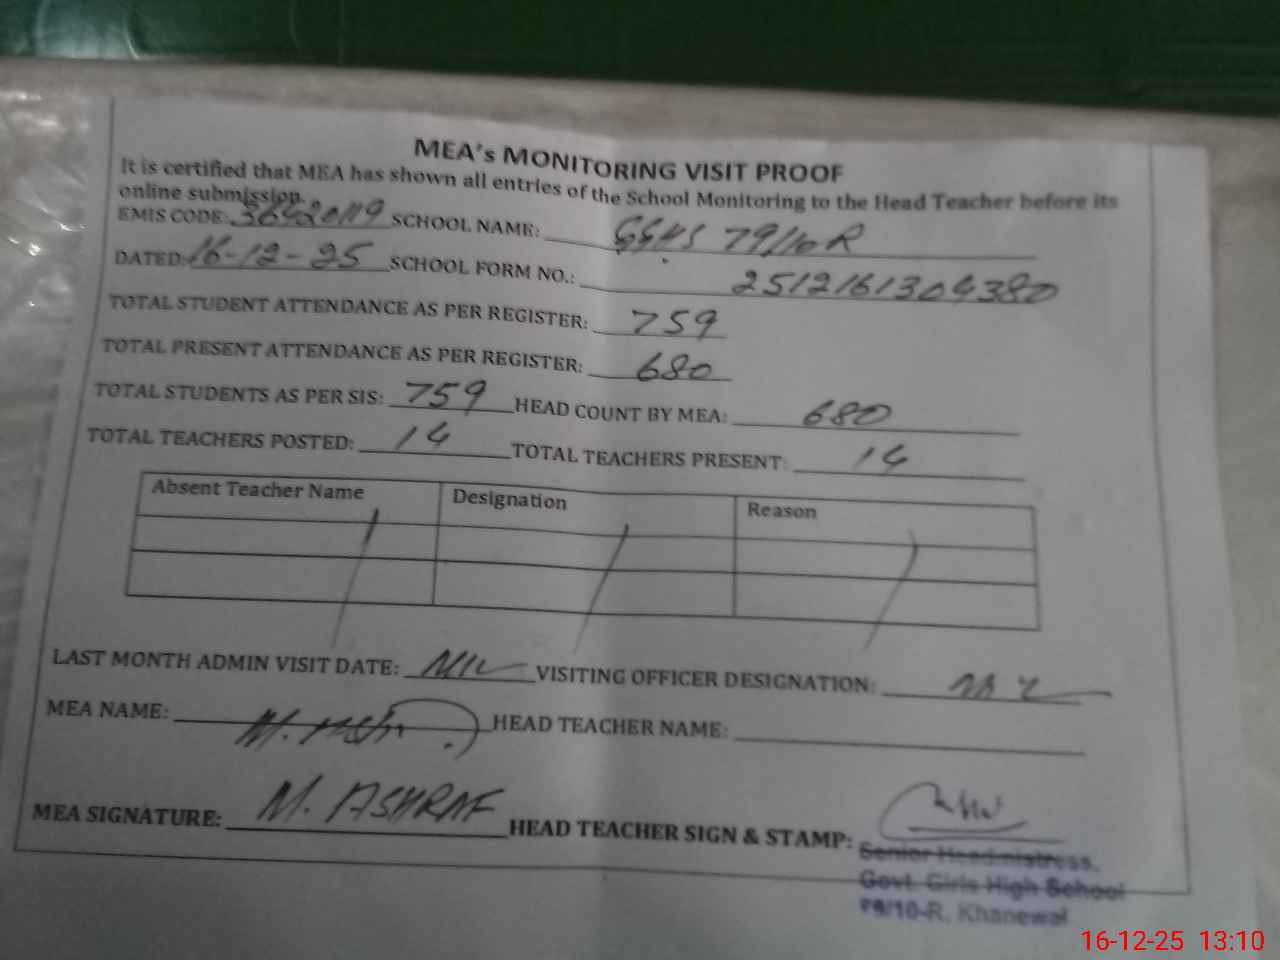 MEA's MONITORING VISIT PROOF
It is certified that MEA has shown all entries of the School Monitoring to the Head Teacher before its
online submission.
EMIS CODE: 36420119 SCHOOL NAME: GGHS 79/10R
DATED: 16-12-25 SCHOOL FORM NO.: 2512161304380
TOTAL STUDENT ATTENDANCE AS PER REGISTER: 759
TOTAL PRESENT ATTENDANCE AS PER REGISTER: 680
TOTAL STUDENTS AS PER SIS: 759 HEAD COUNT BY MEA: 680
TOTAL TEACHERS POSTED: 14 TOTAL TEACHERS PRESENT: 14
Absent Teacher Name Designation Reason
LAST MONTH ADMIN VISIT DATE: NIL VISITING OFFICER DESIGNATION: NIL
MEA NAME: HEAD TEACHER NAME:
MEA SIGNATURE: M. ASHRAF HEAD TEACHER SIGN & STAMP:
Senior Headmistress,
Govt. Girls High School
79/10-R, Khanewal
16-12-25 13:10